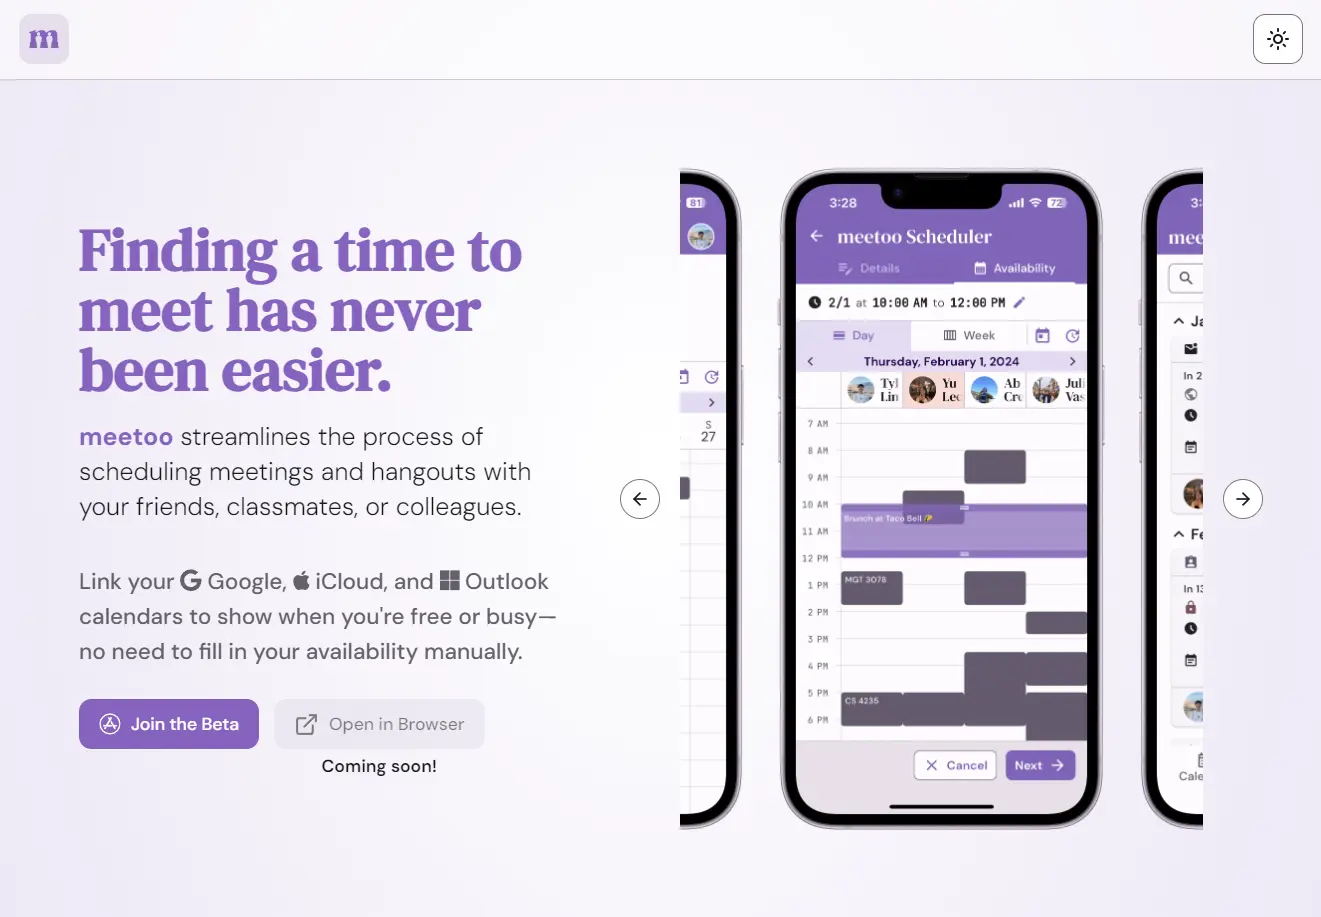 m
Finding a time to
meet has never
been easier.
meetoo streamlines the process of
scheduling meetings and hangouts with
your friends, classmates, or colleagues.
Link your Google, iCloud, and Outlook
calendars to show when you're free or busy—
no need to fill in your availability manually.
Join the Beta
Open in Browser
Coming soon!
81
S
27
3:28
72
meetoo Scheduler
Details
Availability
2/1 at 10:00 AM to 12:00 PM
Day
Week
Thursday, February 1, 2024
Tyl
Lin
Yu
Lee
Ab
Cre
Juli
Vas
7 AM
8 AM
9 AM
10 AM
Brunch at Taco Bell 🌮
11 AM
12 PM
1 PM
MGT 3078
2 PM
3 PM
4 PM
5 PM
CS 4235
6 PM
Cancel
Next
3:
mee
Ja
In 2
Fe
In 13
Cale